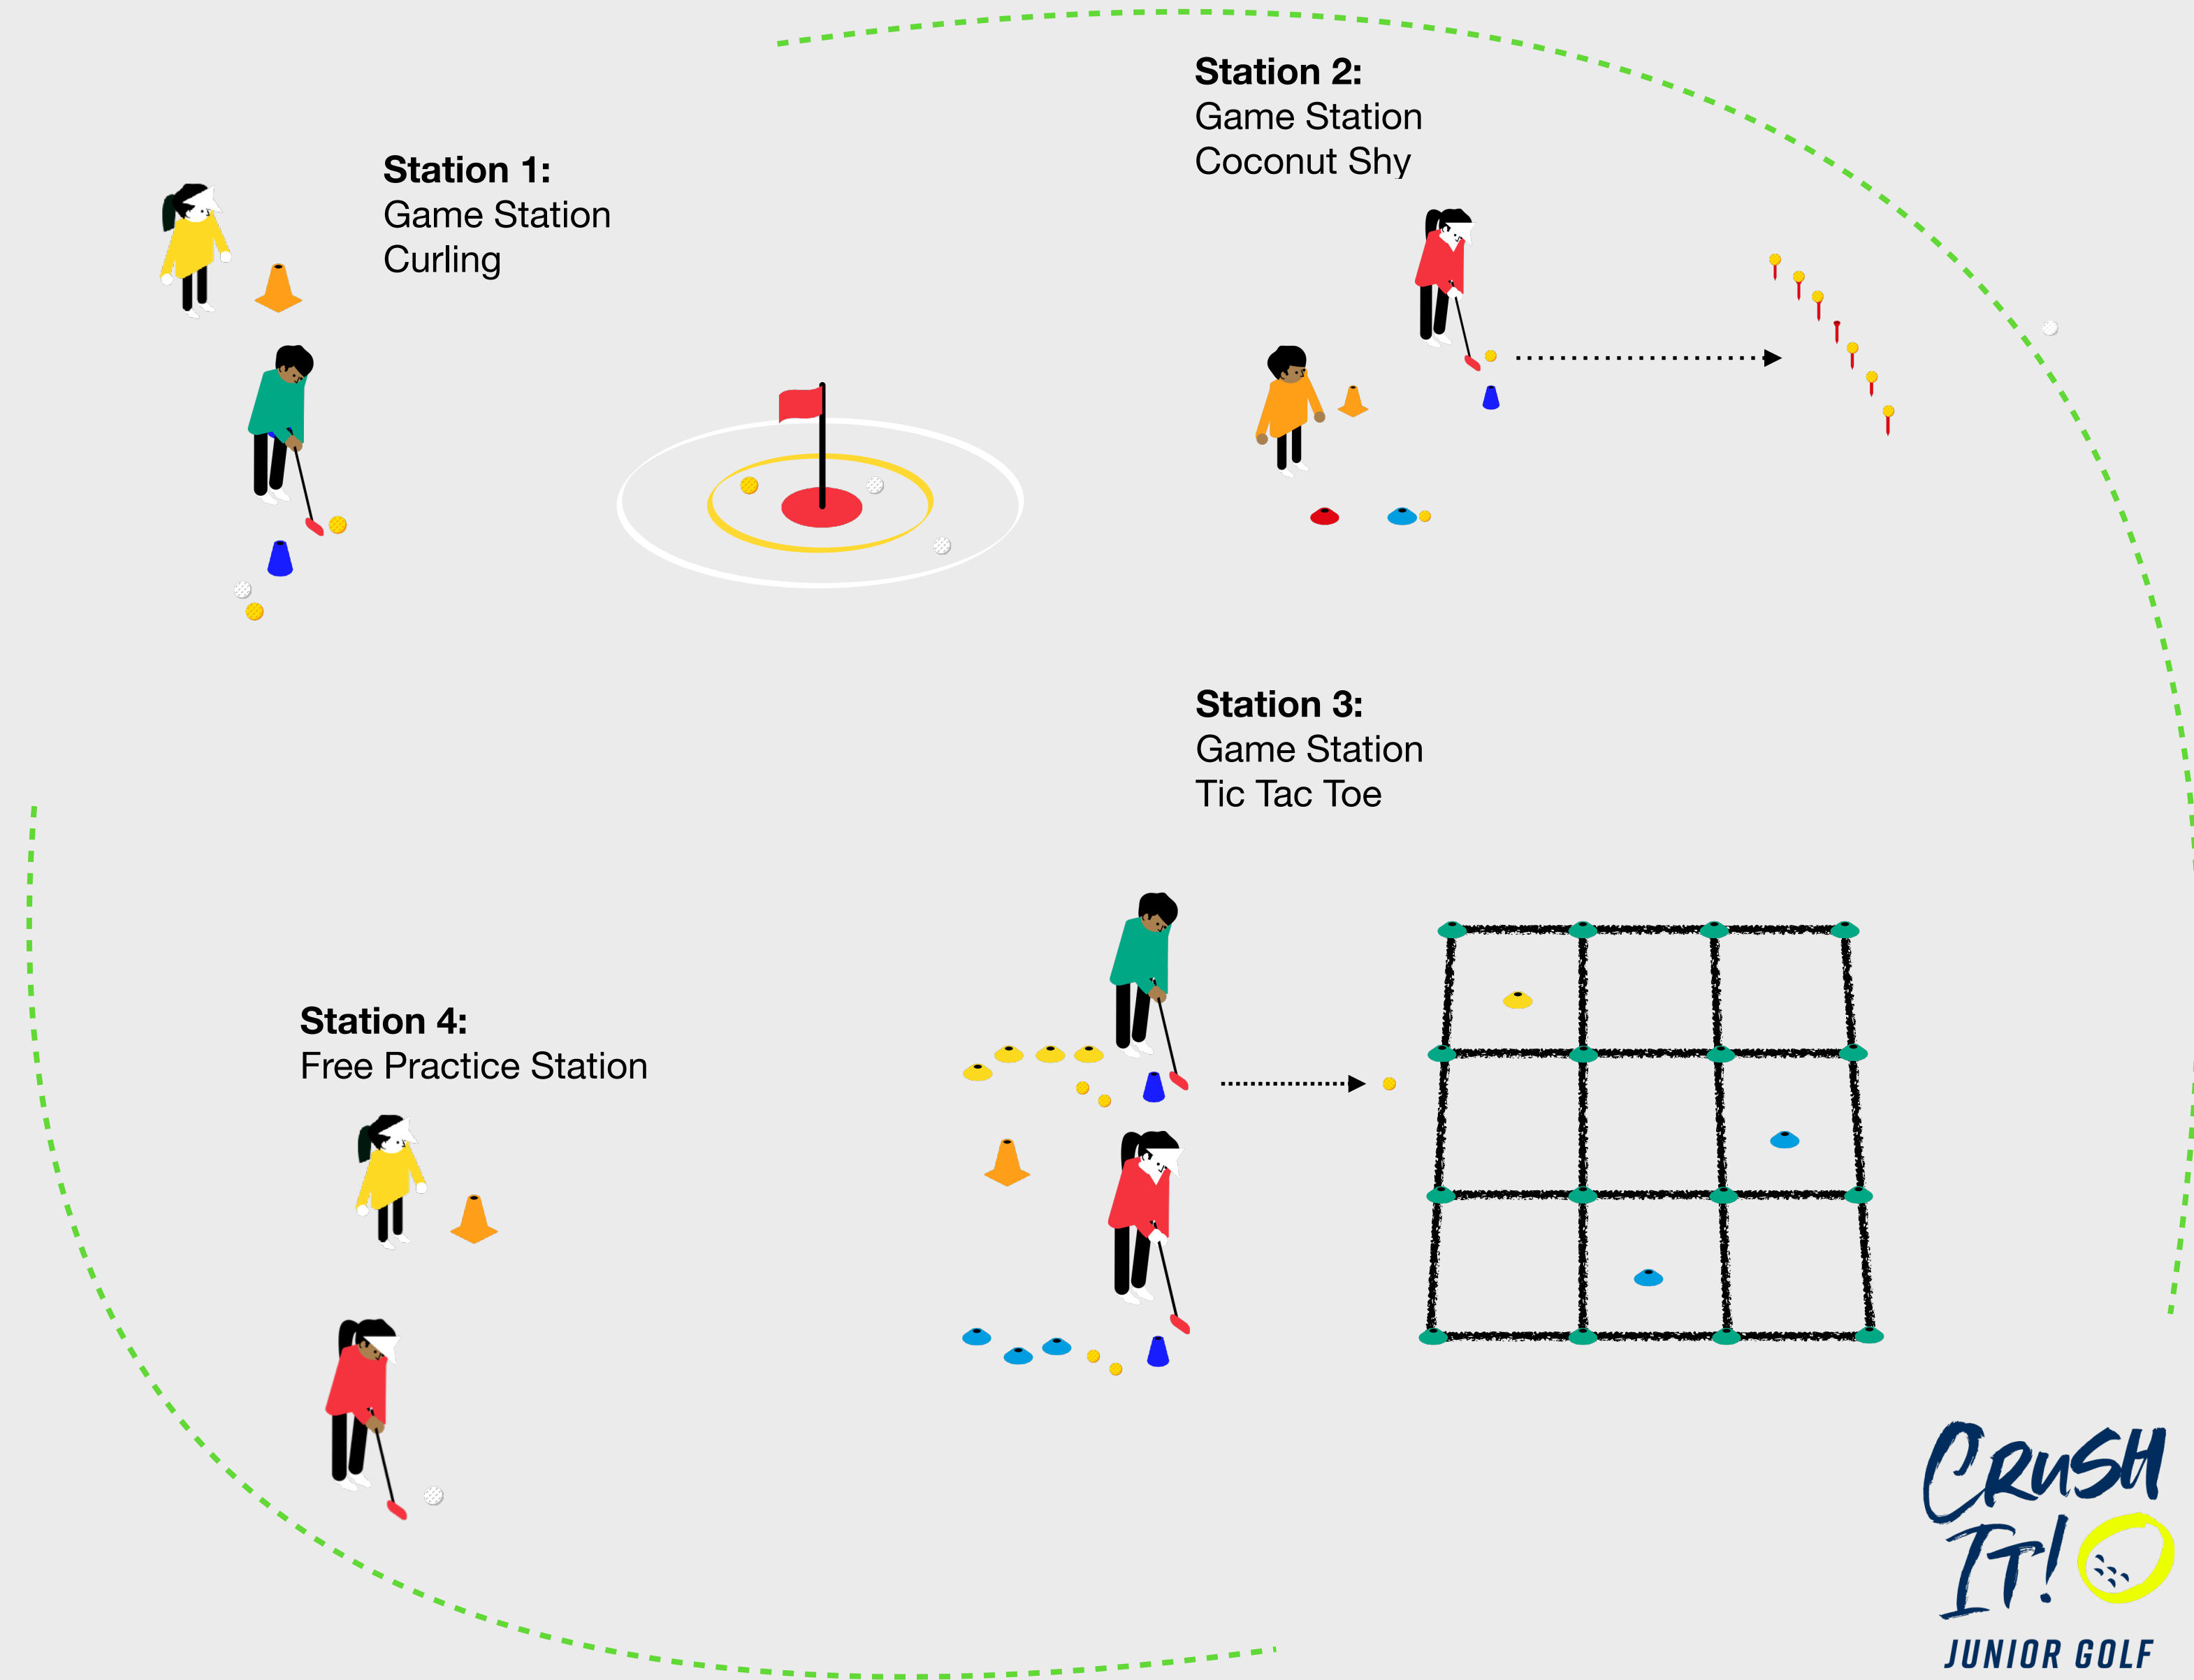 Station 1:
Game Station
Curling
Station 2:
Game Station
Coconut Shy
Station 3:
Game Station
Tic Tac Toe
Station 4:
Free Practice Station
CRuSH
IT!
JUNIOR GOLF